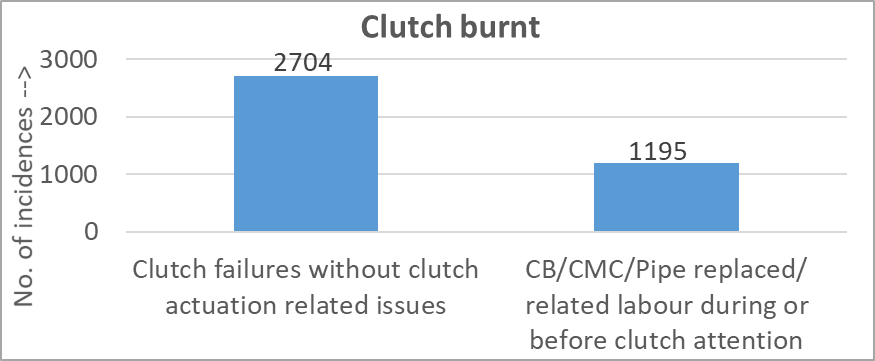 Clutch burnt
No. of incidences -->
3000
2000
1000
0
2704
1195
Clutch failures without clutch
actuation related issues
CB/CMC/Pipe replaced/
related labour during or
before clutch attention